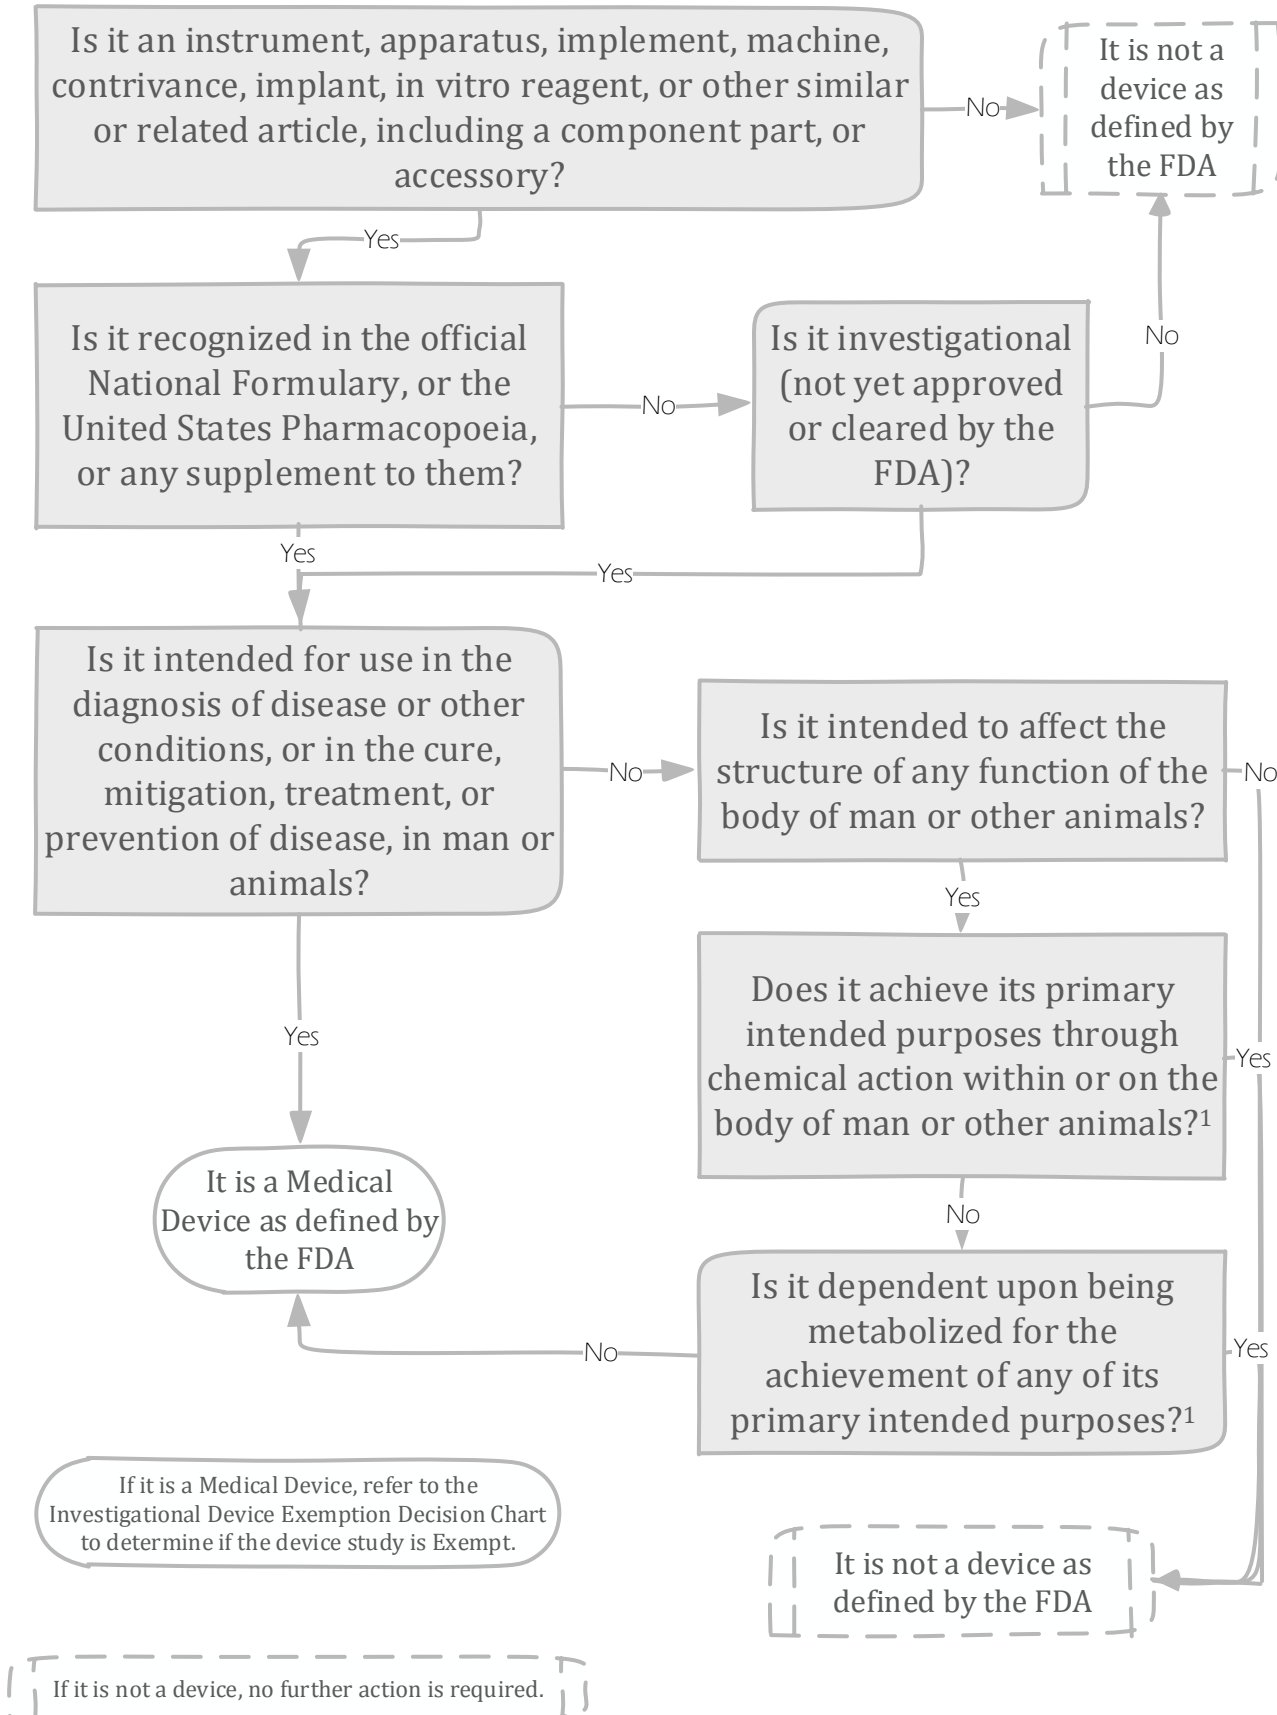 Is it an instrument, apparatus, implement, machine,
contrivance, implant, in vitro reagent, or other similar
or related article, including a component part, or
accessory?
No
It is not a
device as
defined by
the FDA
Yes
Is it recognized in the official
National Formulary, or the
United States Pharmacopoeia,
or any supplement to them?
No
Is it investigational
(not yet approved
or cleared by the
FDA)?
No
Yes
Yes
Is it intended for use in the
diagnosis of disease or other
conditions, or in the cure,
mitigation, treatment, or
prevention of disease, in man or
animals?
No
Is it intended to affect the
structure of any function of the
body of man or other animals?
No
Yes
Does it achieve its primary
intended purposes through
chemical action within or on the
body of man or other animals?¹
Yes
Yes
No
It is a Medical
Device as defined by
the FDA
Is it dependent upon being
metabolized for the
achievement of any of its
primary intended purposes?¹
Yes
No
If it is a Medical Device, refer to the
Investigational Device Exemption Decision Chart
to determine if the device study is Exempt.
It is not a device as
defined by the FDA
If it is not a device, no further action is required.